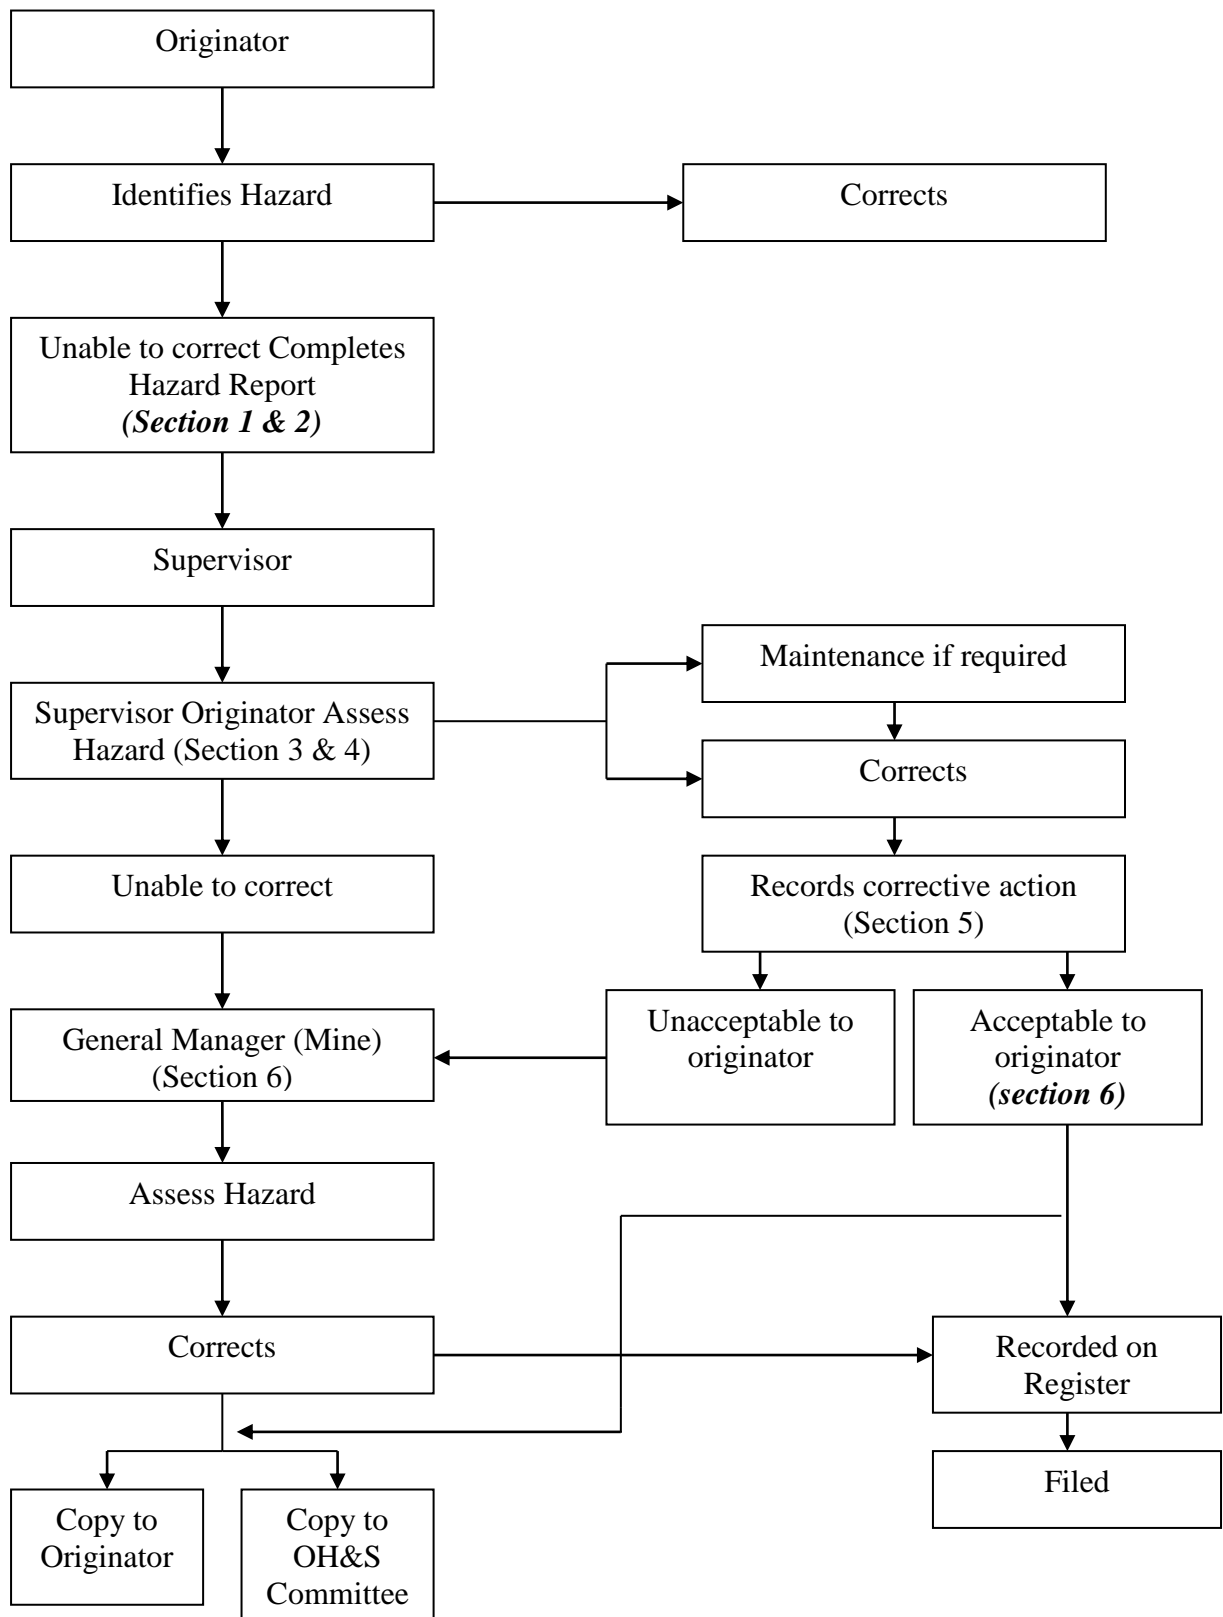 Originator
Identifies Hazard
Corrects
Unable to correct Completes
Hazard Report
(Section 1 & 2)
Supervisor
Maintenance if required
Supervisor Originator Assess
Hazard (Section 3 & 4)
Corrects
Unable to correct
Records corrective action
(Section 5)
General Manager (Mine)
(Section 6)
Unacceptable to
originator
Acceptable to
originator
(section 6)
Assess Hazard
Corrects
Recorded on
Register
Filed
Copy to
Originator
Copy to
OH&S
Committee